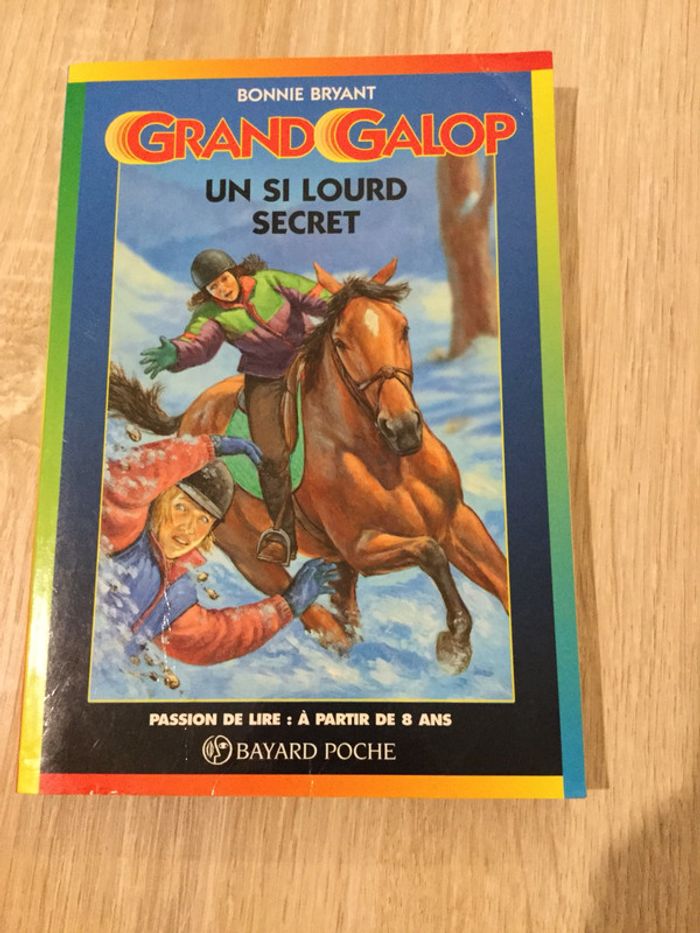 BONNIE BRYANT
GRAND GALOP
UN SI LOURD
SECRET
PASSION DE LIRE : À PARTIR DE 8 ANS
BAYARD POCHE